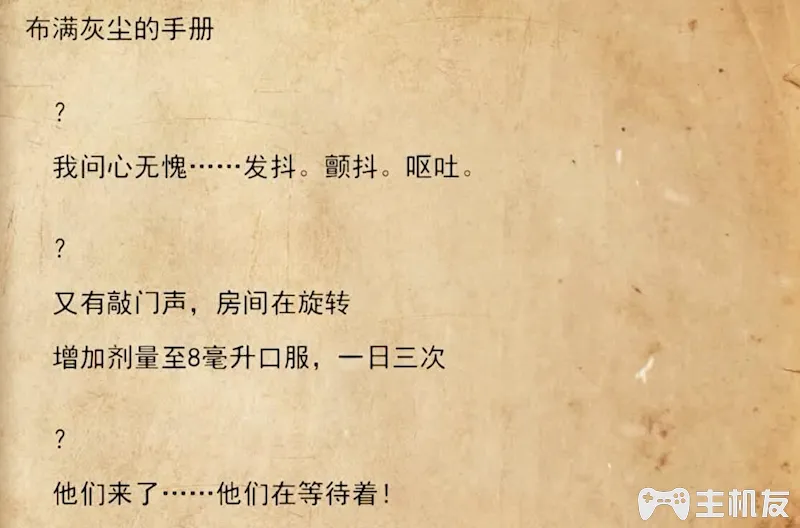 布满灰尘的手册
?
我问心无愧……发抖。颤抖。呕吐。
?
又有敲门声，房间在旋转
增加剂量至8毫升口服，一日三次
?
他们来了……他们在等待着！
主机友